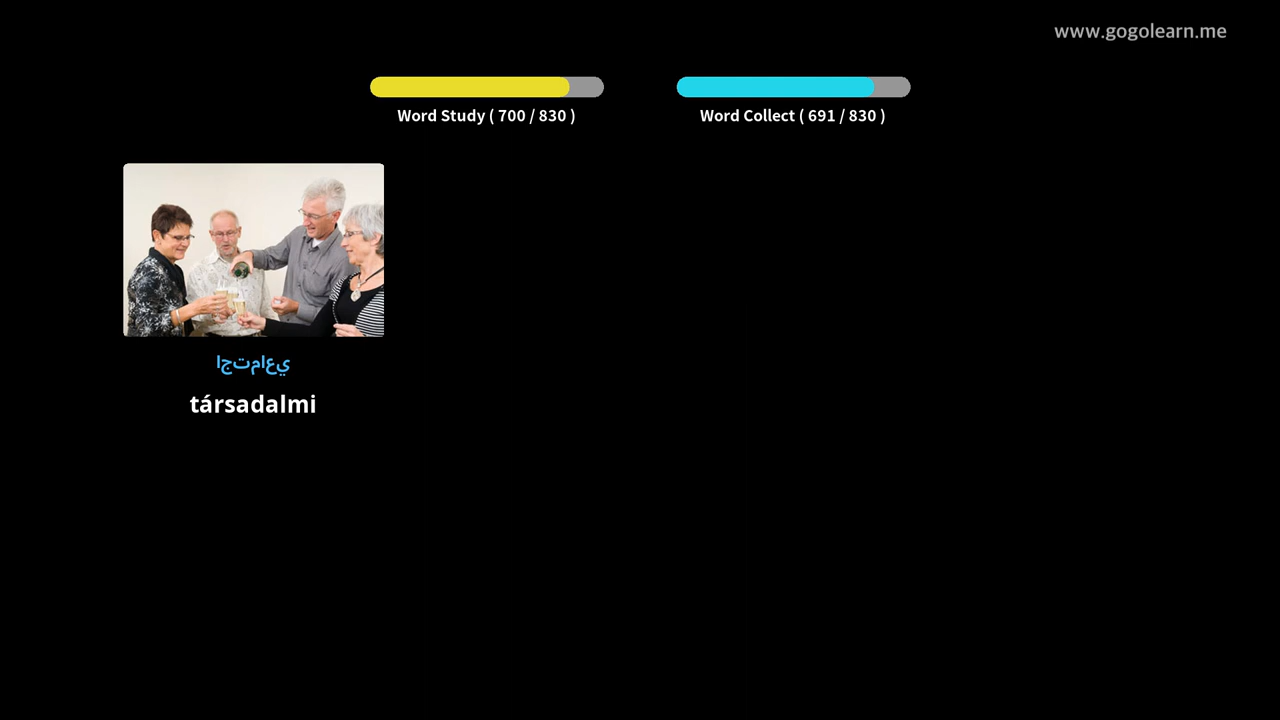 www.gogolearn.me
Word Study ( 700 / 830 )
Word Collect ( 691 / 830 )
اجتماعي
társadalmi